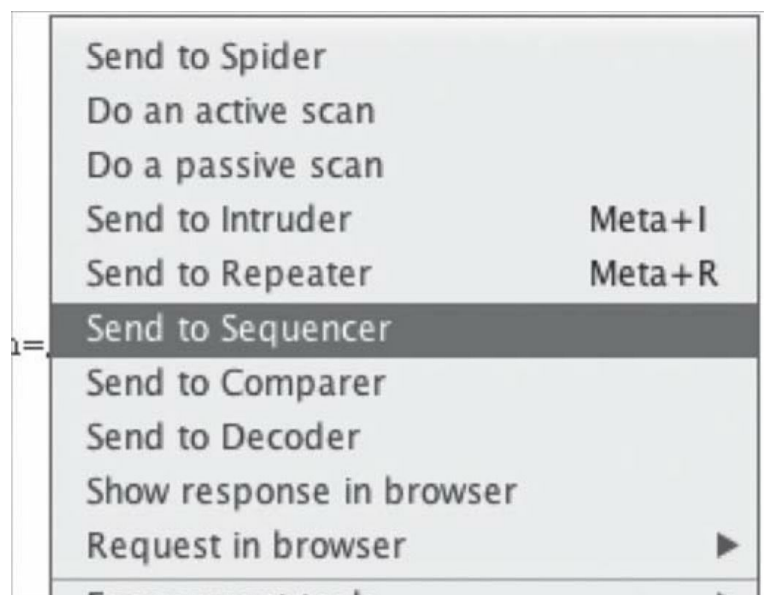 Send to Spider
Do an active scan
Do a passive scan
Send to Intruder Meta+I
Send to Repeater Meta+R
Send to Sequencer
Send to Comparer
Send to Decoder
Show response in browser
Request in browser